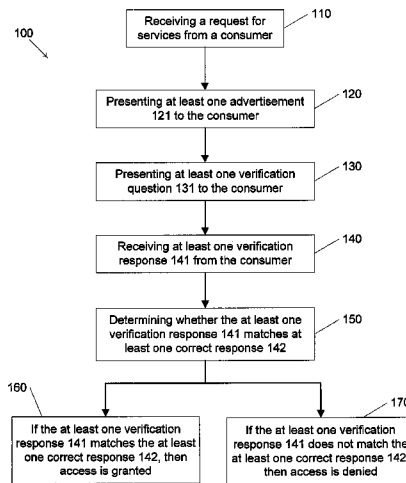 110
Receiving a request for
services from a consumer
100
120
Presenting at least one advertisement
121 to the consumer
130
Presenting at least one verification
question 131 to the consumer
140
Receiving at least one verification
response 141 from the consumer
150
Determining whether the at least one
verification response 141 matches at
least one correct response 142
160
If the at least one verification
response 141 matches the at least
one correct response 142, then
access is granted
170
If the at least one verification
response 141 does not match the
at least one correct response 142
then access is denied